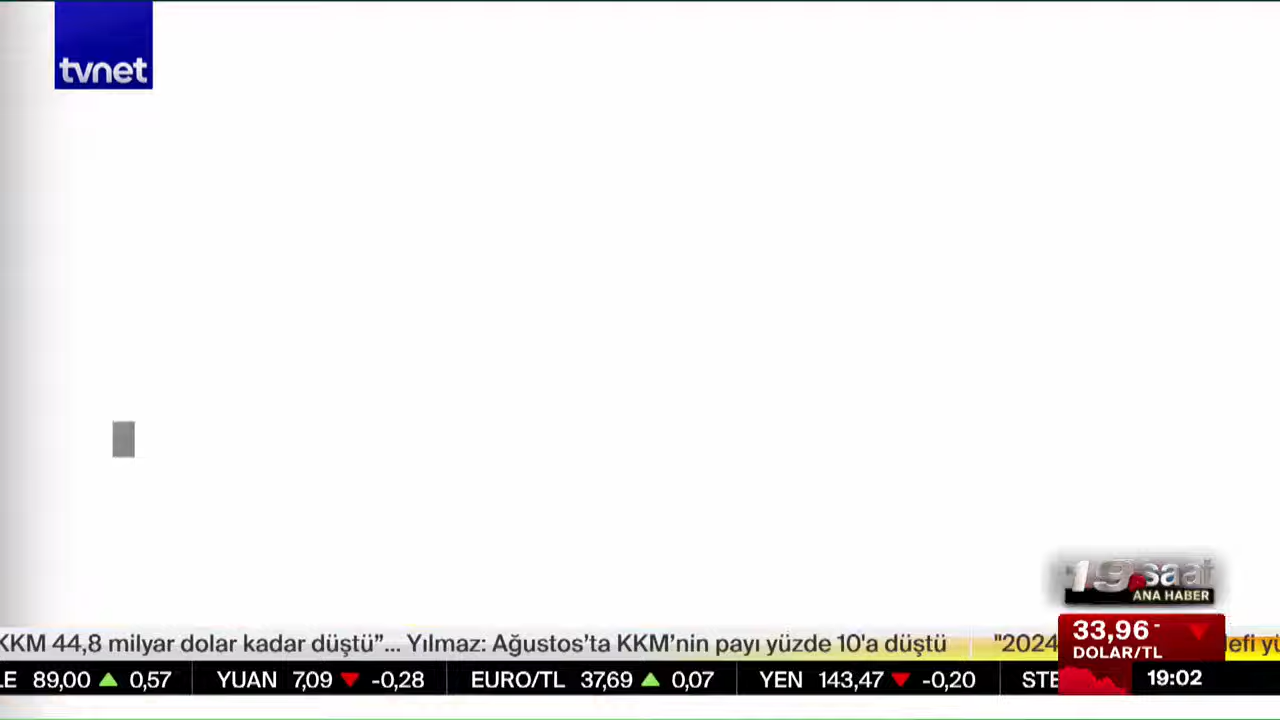 tvnet
19. saat
ANA HABER
KKM 44,8 milyar dolar kadar düştü”... Yılmaz: Ağustos’ta KKM’nin payı yüzde 10'a düştü "2024
33,96 -
DOLAR/TL
LE 89,00 0,57 YUAN 7,09 -0,28 EURO/TL 37,69 0,07 YEN 143,47 -0,20 STE
19:02